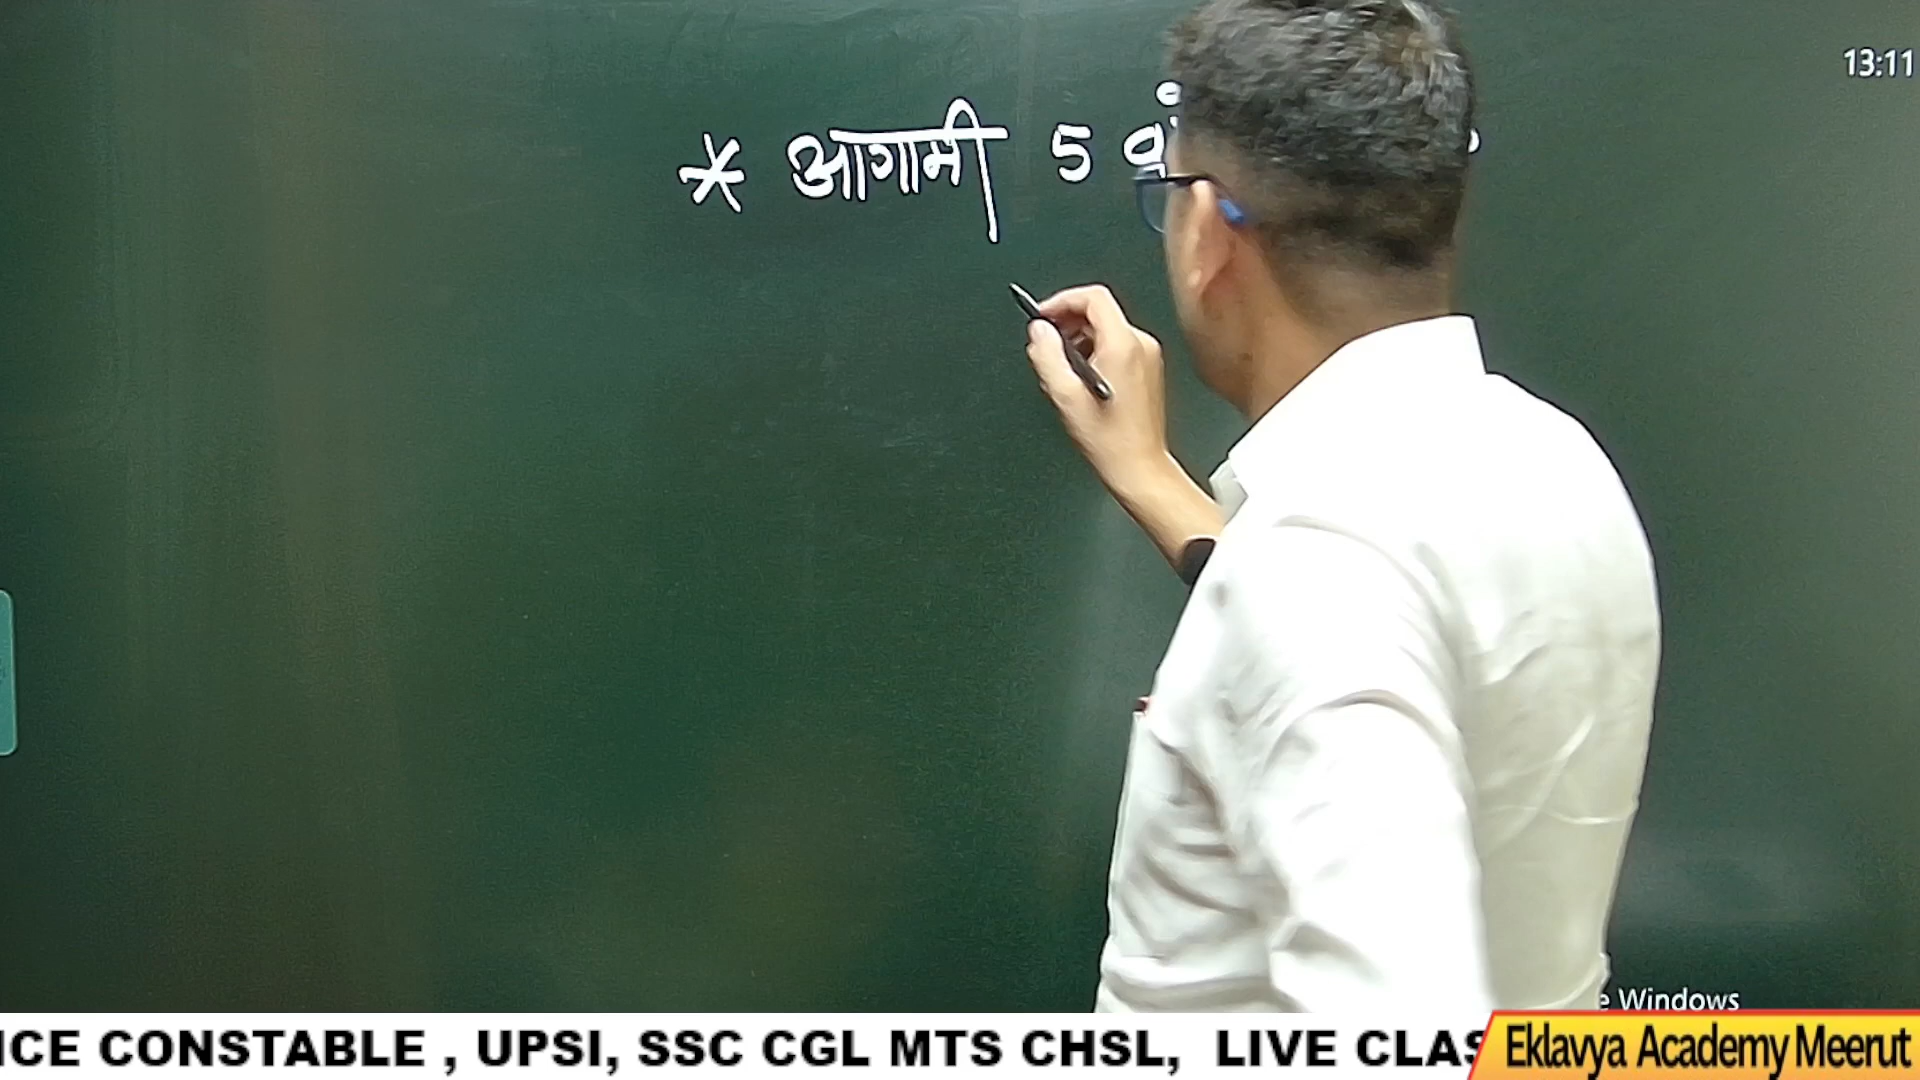 13:11
* आगामी 5
e Windows
ICE CONSTABLE , UPSI, SSC CGL MTS CHSL, LIVE CLAS
Eklavya Academy Meerut